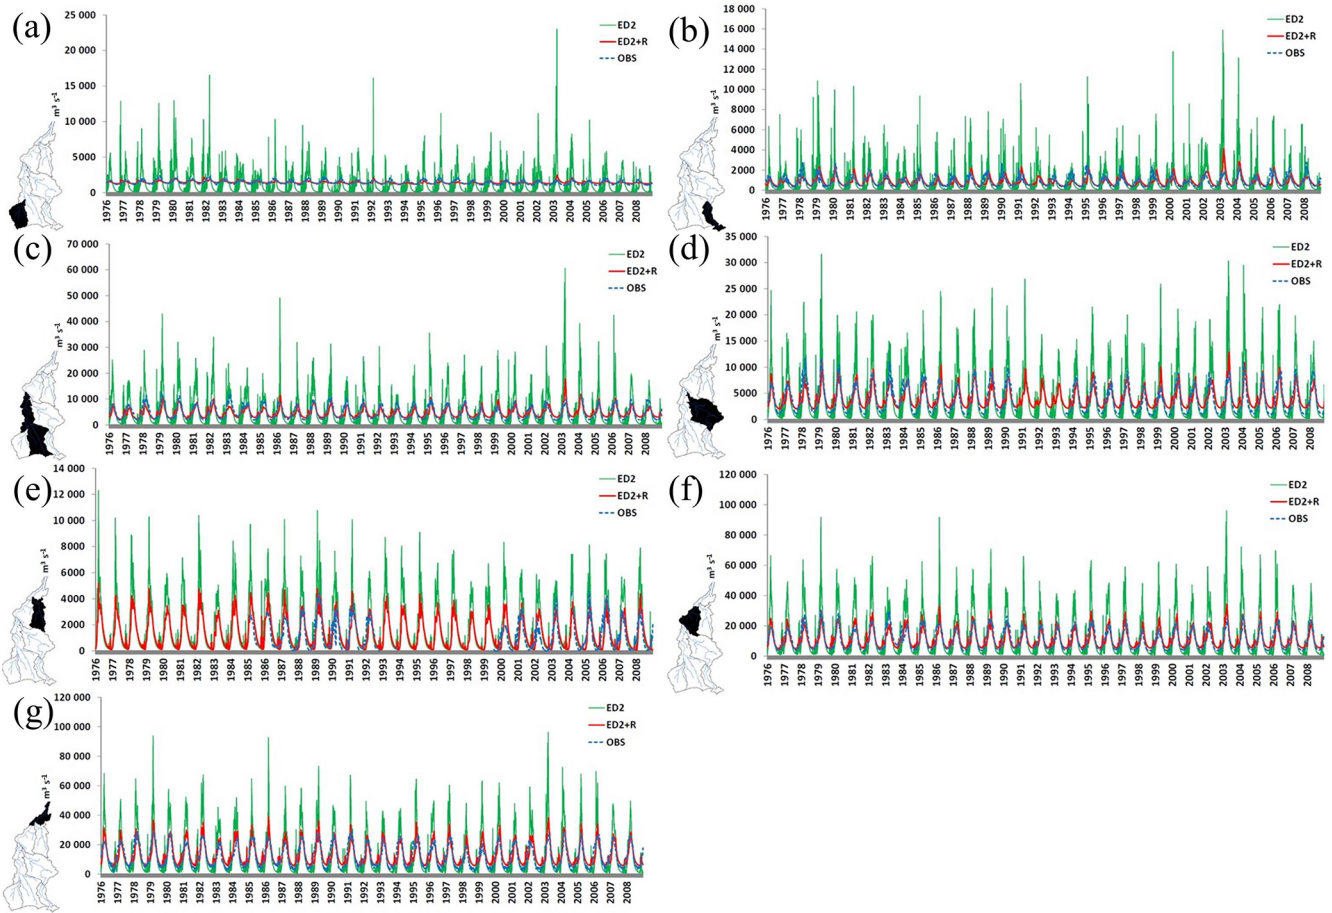 (a)
25 000
20 000
15 000
10 000
5000
0
m³ s⁻¹
ED2
ED2+R
OBS
1976 1977 1978 1979 1980 1981 1982 1983 1984 1985 1986 1987 1988 1989 1990 1991 1992 1993 1994 1995 1996 1997 1998 1999 2000 2001 2002 2003 2004 2005 2006 2007 2008
(b)
18 000
16 000
14 000
12 000
10 000
8 000
6000
4000
2000
0
m³ s⁻¹
ED2
ED2+R
OBS
1976 1977 1978 1979 1980 1981 1982 1983 1984 1985 1986 1987 1988 1989 1990 1991 1992 1993 1994 1995 1996 1997 1998 1999 2000 2001 2002 2003 2004 2005 2006 2007 2008
(c)
70 000
60 000
50 000
40 000
30 000
20 000
10 000
0
m³ s⁻¹
ED2
ED2+R
OBS
1976 1977 1978 1979 1980 1981 1982 1983 1984 1985 1986 1987 1988 1989 1990 1991 1992 1993 1994 1995 1996 1997 1998 1999 2000 2001 2002 2003 2004 2005 2006 2007 2008
(d)
35 000
30 000
25 000
20 000
15 000
10 000
5000
0
m³ s⁻¹
ED2
ED2+R
OBS
1976 1977 1978 1979 1980 1981 1982 1983 1984 1985 1986 1987 1988 1989 1990 1991 1992 1993 1994 1995 1996 1997 1998 1999 2000 2001 2002 2003 2004 2005 2006 2007 2008
(e)
14 000
12 000
10 000
8000
6000
4000
2 000
0
m³ s⁻¹
ED2
ED2+R
OBS
1976 1977 1978 1979 1980 1981 1982 1983 1984 1985 1986 1987 1988 1989 1990 1991 1992 1993 1994 1995 1996 1997 1998 1999 2000 2001 2002 2003 2004 2005 2006 2007 2008
(f)
120 000
100 000
80 000
60 000
40 000
20 000
0
m³ s⁻¹
ED2
ED2+R
OBS
1976 1977 1978 1979 1980 1981 1982 1983 1984 1985 1986 1987 1988 1989 1990 1991 1992 1993 1994 1995 1996 1997 1998 1999 2000 2001 2002 2003 2004 2005 2006 2007 2008
(g)
120 000
100 000
80 000
60 000
40 000
20 000
0
m³ s⁻¹
ED2
ED2+R
OBS
1976 1977 1978 1979 1980 1981 1982 1983 1984 1985 1986 1987 1988 1989 1990 1991 1992 1993 1994 1995 1996 1997 1998 1999 2000 2001 2002 2003 2004 2005 2006 2007 2008